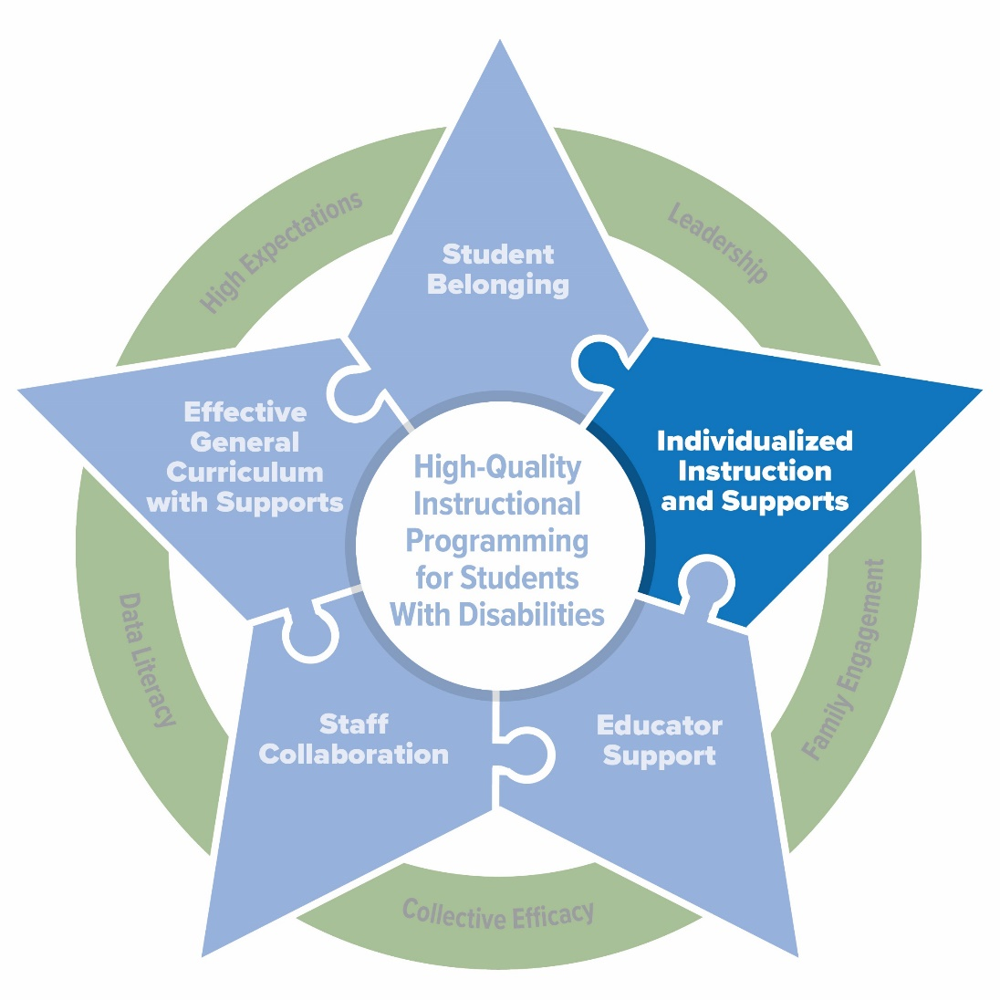 High Expectations
Leadership
Student
Belonging
Effective
General
Curriculum
with Supports
High-Quality
Instructional
Programming
for Students
With Disabilities
Individualized
Instruction
and Supports
Data Literacy
Family Engagement
Staff
Collaboration
Educator
Support
Collective Efficacy